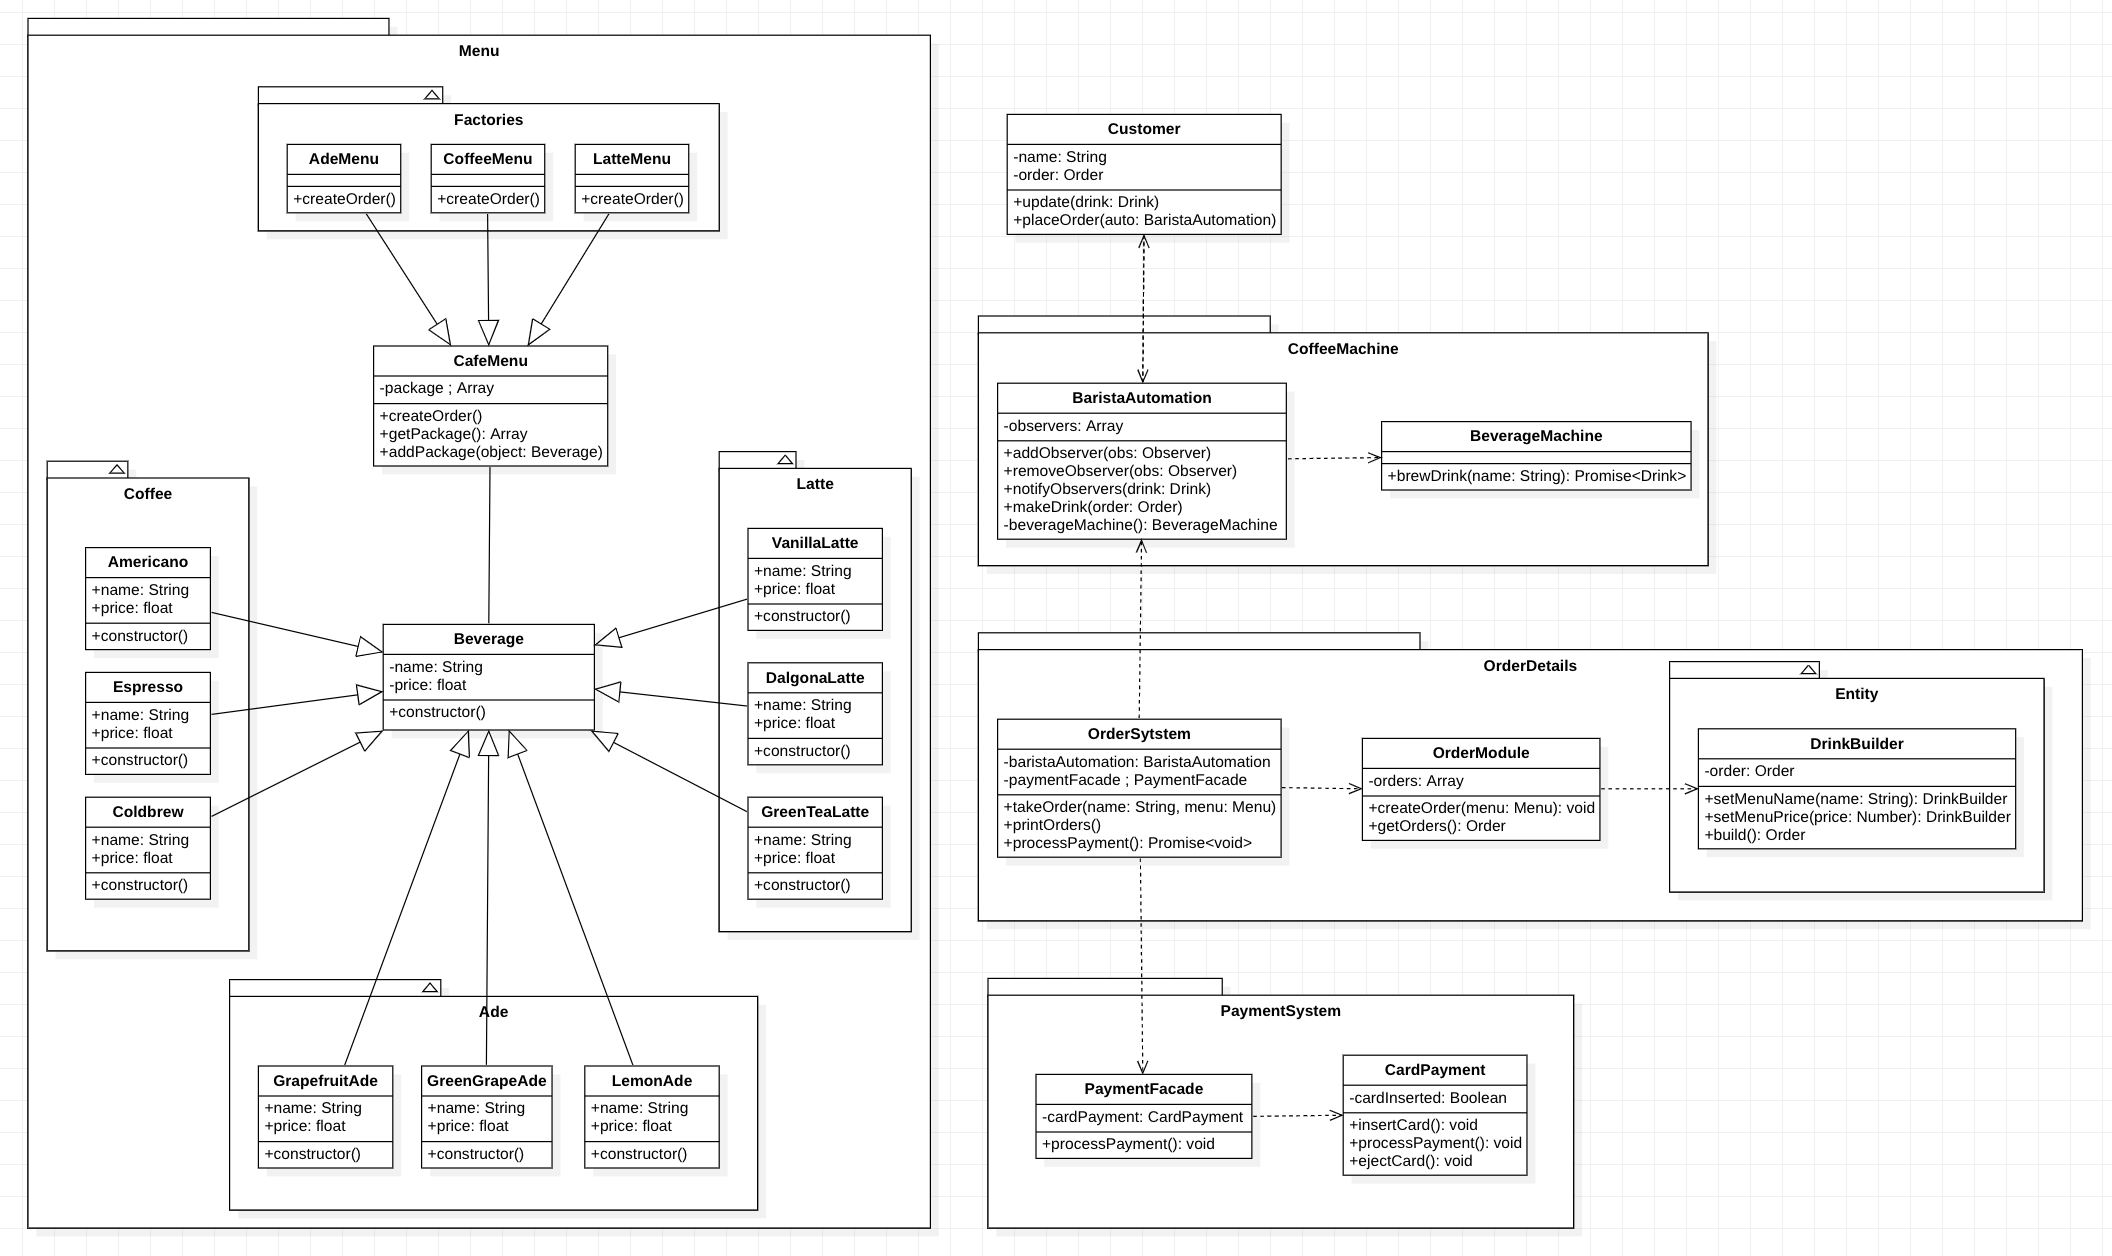 Menu
Factories
AdeMenu
+createOrder()
CoffeeMenu
+createOrder()
LatteMenu
+createOrder()
CafeMenu
-package ; Array
+createOrder()
+getPackage(): Array
+addPackage(object: Beverage)
Coffee
Americano
+name: String
+price: float
+constructor()
Espresso
+name: String
+price: float
+constructor()
Coldbrew
+name: String
+price: float
+constructor()
Beverage
-name: String
-price: float
+constructor()
Latte
VanillaLatte
+name: String
+price: float
+constructor()
DalgonaLatte
+name: String
+price: float
+constructor()
GreenTeaLatte
+name: String
+price: float
+constructor()
Ade
GrapefruitAde
+name: String
+price: float
+constructor()
GreenGrapeAde
+name: String
+price: float
+constructor()
LemonAde
+name: String
+price: float
+constructor()
Customer
-name: String
-order: Order
+update(drink: Drink)
+placeOrder(auto: BaristaAutomation)
CoffeeMachine
BaristaAutomation
-observers: Array
+addObserver(obs: Observer)
+removeObserver(obs: Observer)
+notifyObservers(drink: Drink)
+makeDrink(order: Order)
-beverageMachine(): BeverageMachine
BeverageMachine
+brewDrink(name: String): Promise<Drink>
OrderDetails
OrderSytstem
-baristaAutomation: BaristaAutomation
-paymentFacade ; PaymentFacade
+takeOrder(name: String, menu: Menu)
+printOrders()
+processPayment(): Promise<void>
OrderModule
-orders: Array
+createOrder(menu: Menu): void
+getOrders(): Order
Entity
DrinkBuilder
-order: Order
+setMenuName(name: String): DrinkBuilder
+setMenuPrice(price: Number): DrinkBuilder
+build(): Order
PaymentSystem
PaymentFacade
-cardPayment: CardPayment
+processPayment(): void
CardPayment
-cardInserted: Boolean
+insertCard(): void
+processPayment(): void
+ejectCard(): void